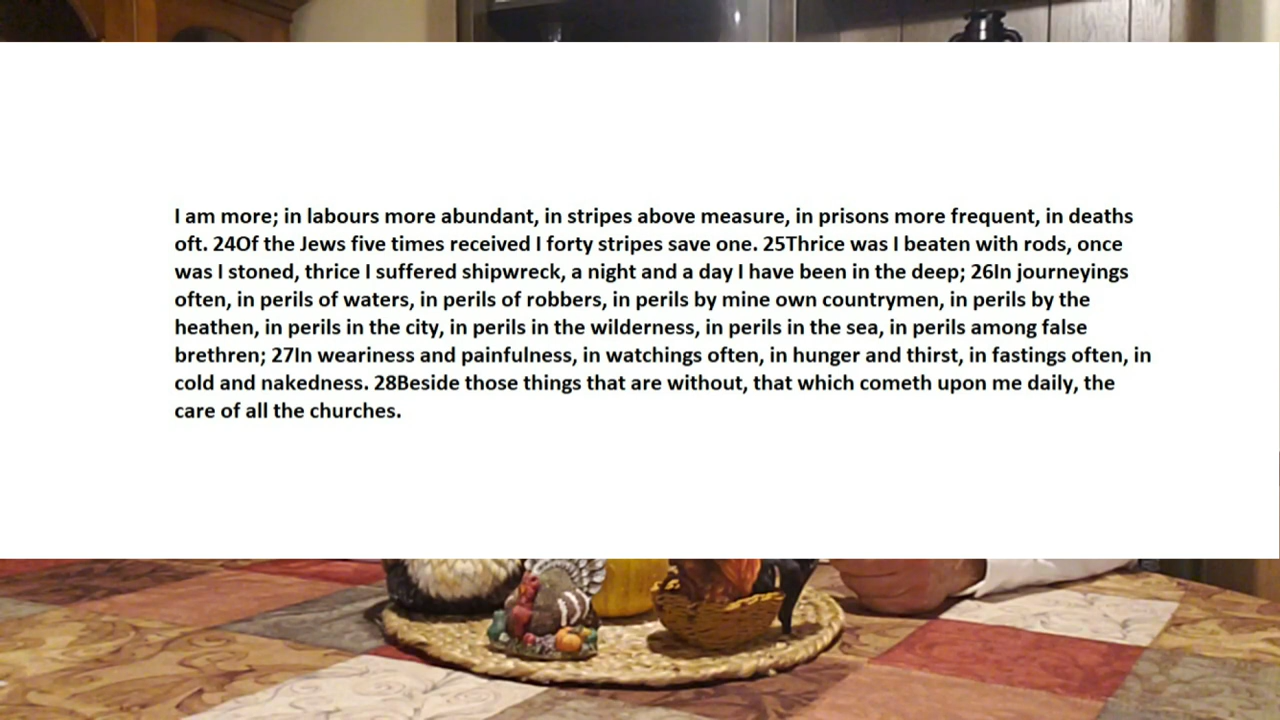 I am more; in labours more abundant, in stripes above measure, in prisons more frequent, in deaths
oft. 24Of the Jews five times received I forty stripes save one. 25Thrice was I beaten with rods, once
was I stoned, thrice I suffered shipwreck, a night and a day I have been in the deep; 26In journeyings
often, in perils of waters, in perils of robbers, in perils by mine own countrymen, in perils by the
heathen, in perils in the city, in perils in the wilderness, in perils in the sea, in perils among false
brethren; 27In weariness and painfulness, in watchings often, in hunger and thirst, in fastings often, in
cold and nakedness. 28Beside those things that are without, that which cometh upon me daily, the
care of all the churches.